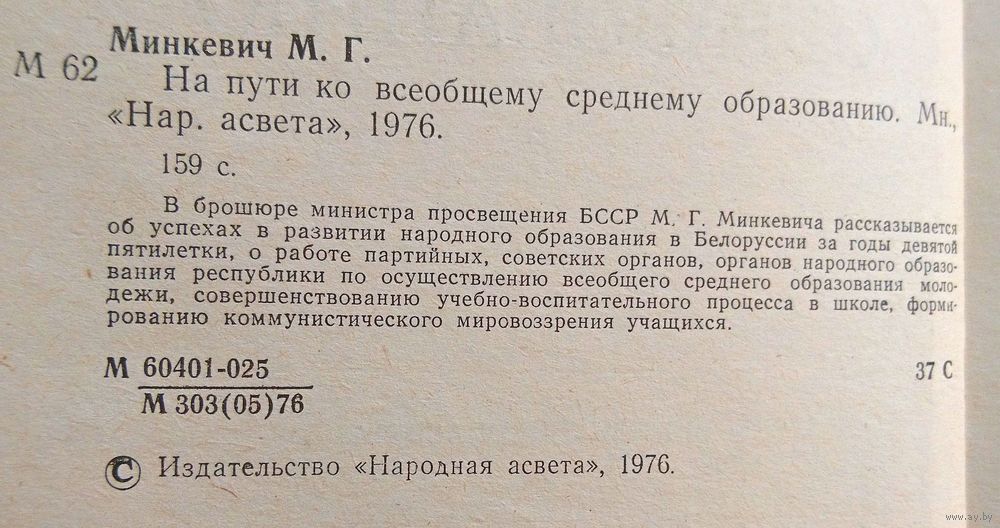 Минкевич М. Г.
М 62
На пути ко всеобщему среднему образованию. Мн.,
«Нар. асвета», 1976.
159 с.
В брошюре министра просвещения БССР М. Г. Минкевича рассказывается
об успехах в развитии народного образования в Белоруссии за годы девятой
пятилетки, о работе партийных, советских органов, органов народного образо-
вания республики по осуществлению всеобщего среднего образования моло-
дежи, совершенствованию учебно-воспитательного процесса в школе, форми-
рованию коммунистического мировоззрения учащихся.
М 60401-025
М 303(05)76
37 С
© Издательство «Народная асвета», 1976.
www.ay.by